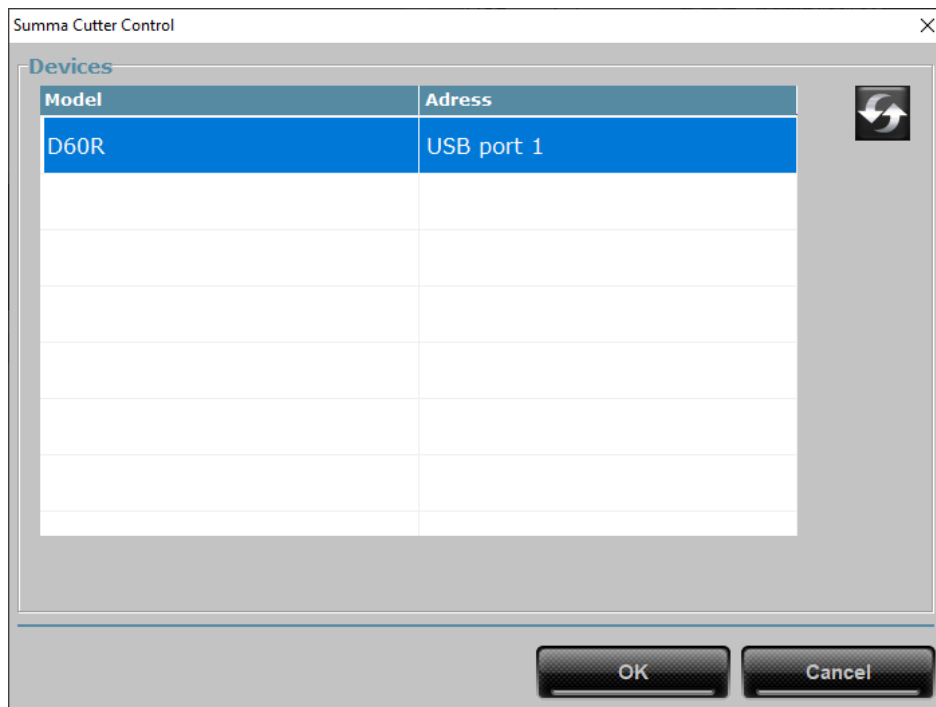 Summa Cutter Control
Devices
Model Adress
D60R USB port 1
OK Cancel